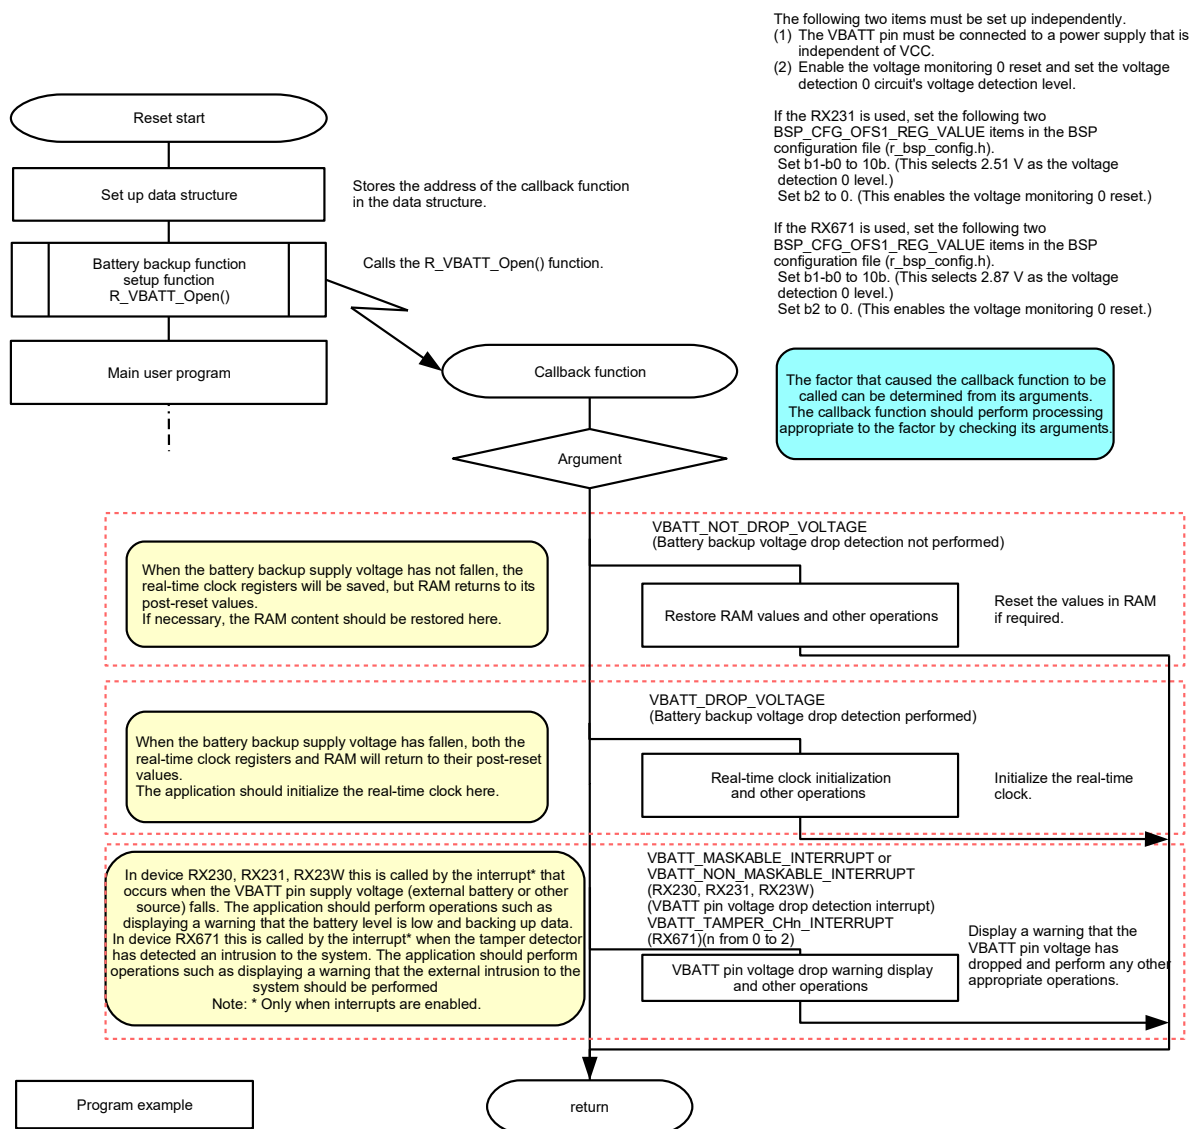 The following two items must be set up independently.
(1) The VBATT pin must be connected to a power supply that is
independent of VCC.
(2) Enable the voltage monitoring 0 reset and set the voltage
detection 0 circuit's voltage detection level.
If the RX231 is used, set the following two
BSP_CFG_OFS1_REG_VALUE items in the BSP
configuration file (r_bsp_config.h).
Set b1-b0 to 10b. (This selects 2.51 V as the voltage
detection 0 level.)
Set b2 to 0. (This enables the voltage monitoring 0 reset.)
If the RX671 is used, set the following two
BSP_CFG_OFS1_REG_VALUE items in the BSP
configuration file (r_bsp_config.h).
Set b1-b0 to 10b. (This selects 2.87 V as the voltage
detection 0 level.)
Set b2 to 0. (This enables the voltage monitoring 0 reset.)
Reset start
Set up data structure
Stores the address of the callback function
in the data structure.
Battery backup function
setup function
R_VBATT_Open()
Calls the R_VBATT_Open() function.
Main user program
Callback function
The factor that caused the callback function to be
called can be determined from its arguments.
The callback function should perform processing
appropriate to the factor by checking its arguments.
Argument
VBATT_NOT_DROP_VOLTAGE
(Battery backup voltage drop detection not performed)
When the battery backup supply voltage has not fallen, the
real-time clock registers will be saved, but RAM returns to its
post-reset values.
If necessary, the RAM content should be restored here.
Restore RAM values and other operations
Reset the values in RAM
if required.
VBATT_DROP_VOLTAGE
(Battery backup voltage drop detection performed)
When the battery backup supply voltage has fallen, both the
real-time clock registers and RAM will return to their post-reset
values.
The application should initialize the real-time clock here.
Real-time clock initialization
and other operations
Initialize the real-time
clock.
In device RX230, RX231, RX23W this is called by the interrupt* that
occurs when the VBATT pin supply voltage (external battery or other
source) falls. The application should perform operations such as
displaying a warning that the battery level is low and backing up data.
In device RX671 this is called by the interrupt* when the tamper detector
has detected an intrusion to the system. The application should perform
operations such as displaying a warning that the external intrusion to the
system should be performed
Note: * Only when interrupts are enabled.
VBATT_MASKABLE_INTERRUPT or
VBATT_NON_MASKABLE_INTERRUPT
(RX230, RX231, RX23W)
(VBATT pin voltage drop detection interrupt)
VBATT_TAMPER_CHn_INTERRUPT
(RX671)(n from 0 to 2)
VBATT pin voltage drop warning display
and other operations
Display a warning that the
VBATT pin voltage has
dropped and perform any other
appropriate operations.
Program example
return